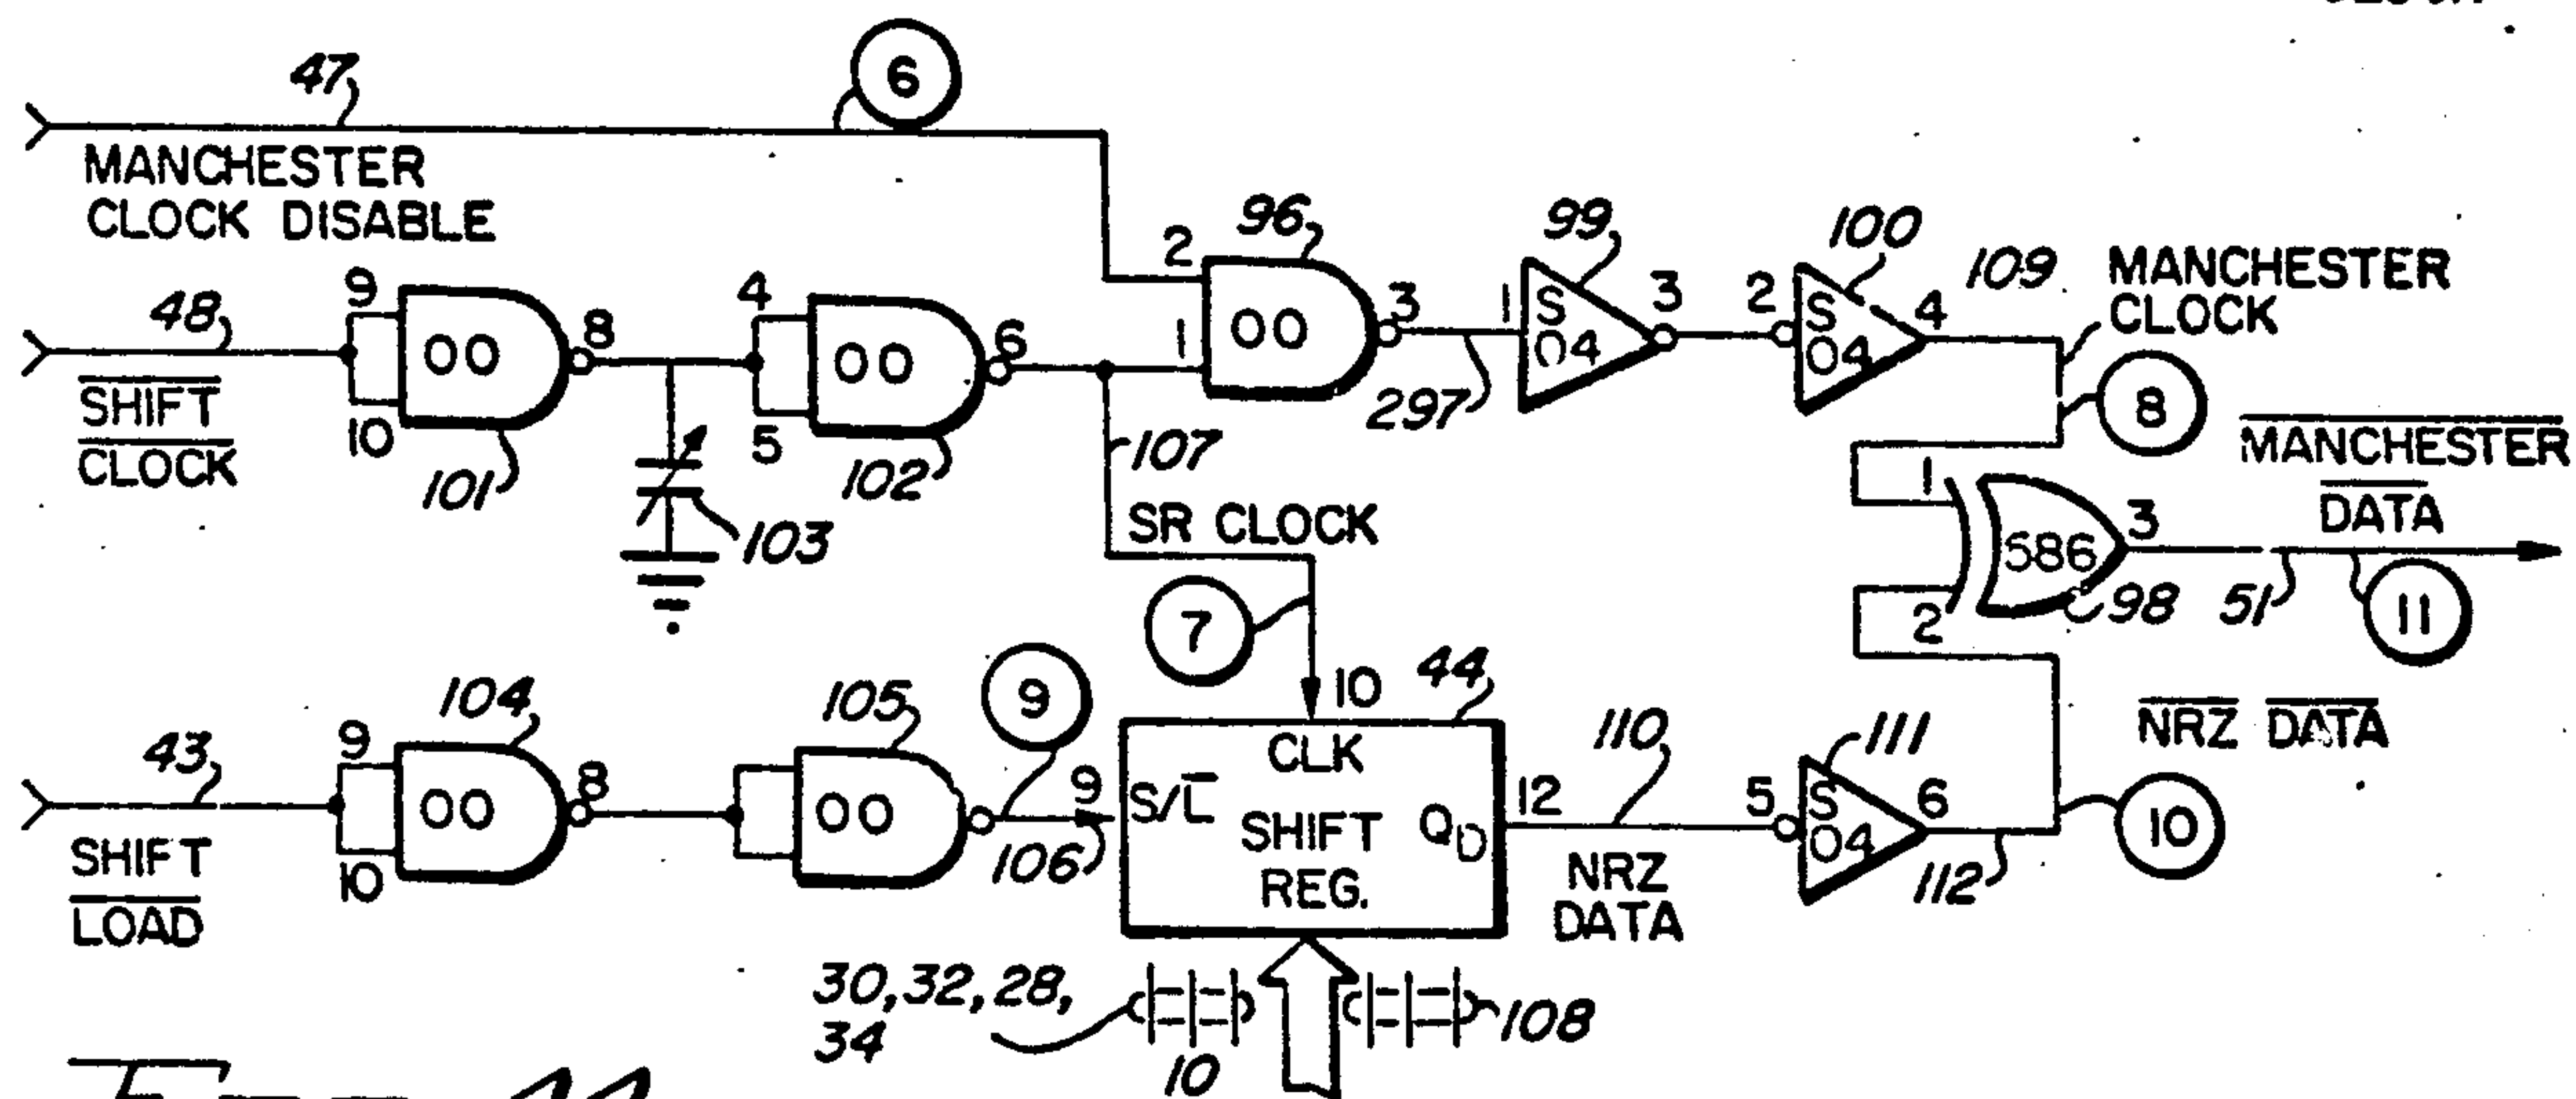 47
6
MANCHESTER
CLOCK DISABLE
48
SHIFT
CLOCK
9
10
00
8
101
103
4
5
00
6
102
2
1
96
00
3
297
1
99
S
04
3
2
100
S
04
4
109
MANCHESTER
CLOCK
8
107
SR CLOCK
7
1
2
S86
3
98
MANCHESTER
DATA
51
11
43
SHIFT
LOAD
9
10
104
00
8
105
00
9
106
9
10
44
CLK
S/L
SHIFT
REG.
QD
12
110
NRZ
DATA
5
111
S
04
6
112
10
NRZ DATA
30, 32, 28,
34
10
108